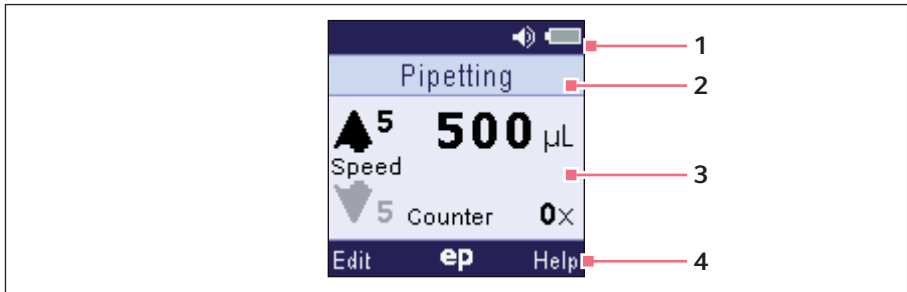 1
Pipetting
2
5 500 µL
Speed
3
5 Counter 0x
Edit ep Help
4